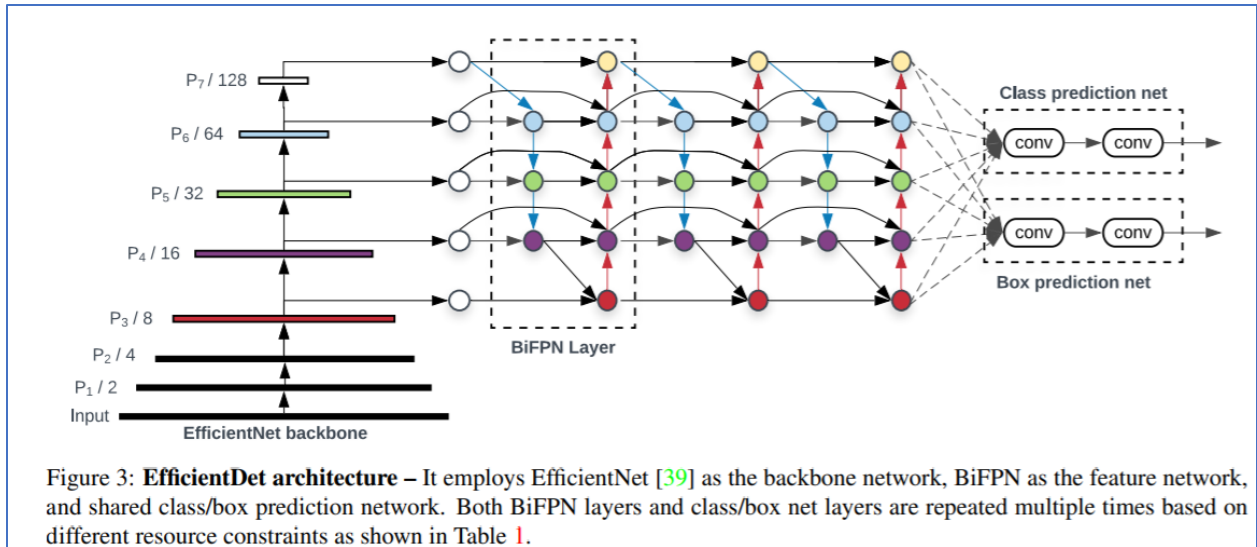 P₇ / 128
P₆ / 64
P₅ / 32
P₄ / 16
P₃ / 8
P₂ / 4
P₁ / 2
Input
EfficientNet backbone
BiFPN Layer
Class prediction net
conv conv
conv conv
Box prediction net
Figure 3: EfficientDet architecture – It employs EfficientNet [39] as the backbone network, BiFPN as the feature network,
and shared class/box prediction network. Both BiFPN layers and class/box net layers are repeated multiple times based on
different resource constraints as shown in Table 1.